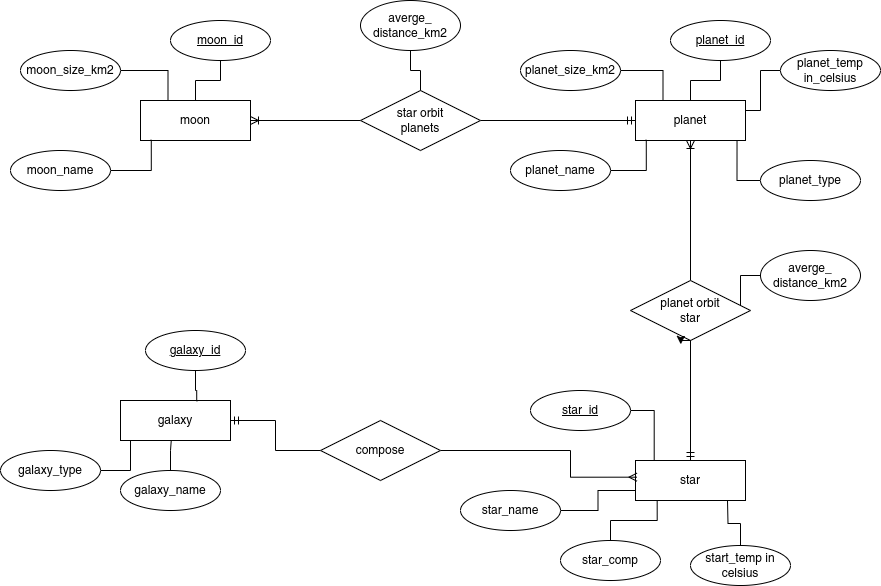 averge_
distance_km2
moon_id
planet_id
moon_size_km2
planet_size_km2
planet_temp
in_celsius
moon
star orbit
planets
planet
moon_name
planet_name
planet_type
averge_
distance_km2
planet orbit
star
galaxy_id
galaxy
star_id
compose
galaxy_type
galaxy_name
star
star_name
star_comp
start_temp in
celsius